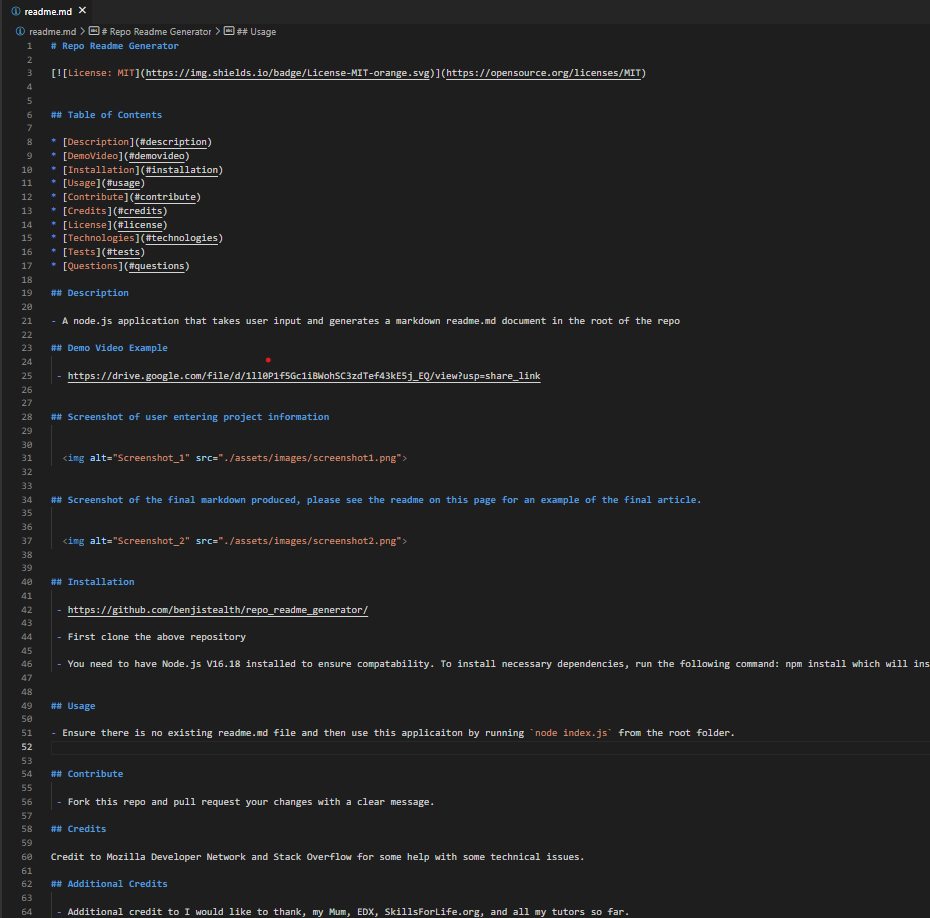 readme.md
readme.md > # Repo Readme Generator > ## Usage
1 # Repo Readme Generator
2
3 [![License: MIT](https://img.shields.io/badge/License-MIT-orange.svg)](https://opensource.org/licenses/MIT)
4
5
6 ## Table of Contents
7
8 * [Description](#description)
9 * [DemoVideo](#demovideo)
10 * [Installation](#installation)
11 * [Usage](#usage)
12 * [Contribute](#contribute)
13 * [Credits](#credits)
14 * [License](#license)
15 * [Technologies](#technologies)
16 * [Tests](#tests)
17 * [Questions](#questions)
18
19 ## Description
20
21 - A node.js application that takes user input and generates a markdown readme.md document in the root of the repo
22
23 ## Demo Video Example
24
25 - https://drive.google.com/file/d/1ll0P1f5Gc1iBWohSC3zdTef43kE5j_EQ/view?usp=share_link
26
27
28 ## Screenshot of user entering project information
29
30
31 <img alt="Screenshot_1" src="./assets/images/screenshot1.png">
32
33
34 ## Screenshot of the final markdown produced, please see the readme on this page for an example of the final article.
35
36
37 <img alt="Screenshot_2" src="./assets/images/screenshot2.png">
38
39
40 ## Installation
41
42 - https://github.com/benjistealth/repo_readme_generator/
43
44 - First clone the above repository
45
46 - You need to have Node.js V16.18 installed to ensure compatability. To install necessary dependencies, run the following command: npm install which will ins
47
48
49 ## Usage
50
51 - Ensure there is no existing readme.md file and then use this applicaiton by running `node index.js` from the root folder.
52
53
54 ## Contribute
55
56 - Fork this repo and pull request your changes with a clear message.
57
58 ## Credits
59
60 Credit to Mozilla Developer Network and Stack Overflow for some help with some technical issues.
61
62 ## Additional Credits
63
64 - Additional credit to I would like to thank, my Mum, EDX, SkillsForLife.org, and all my tutors so far.